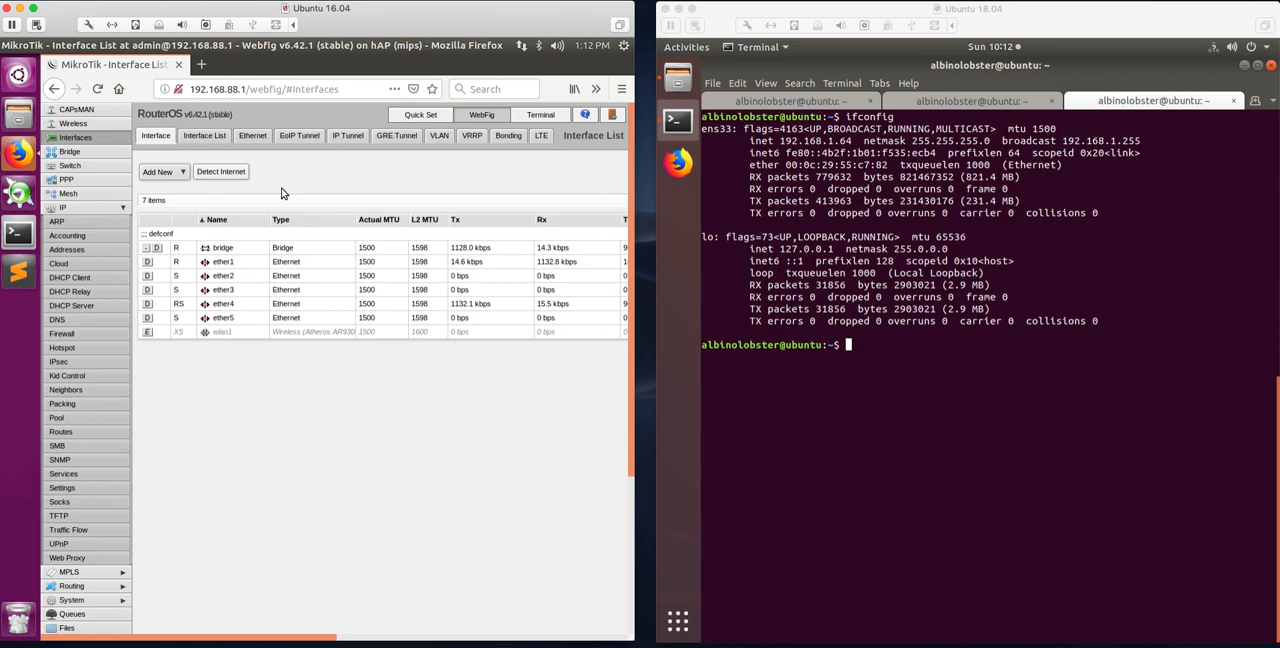 Ubuntu 16.04
MikroTik - Interface List at admin@192.168.88.1 - Webfig v6.42.1 (stable) on hAP (mips) - Mozilla Firefox
1:12 PM
MikroTik - Interface List
192.168.88.1/webfig/#Interfaces
Search
CAPsMAN
Wireless
Interfaces
Bridge
Switch
PPP
Mesh
IP
ARP
Accounting
Addresses
Cloud
DHCP Client
DHCP Relay
DHCP Server
DNS
Firewall
Hotspot
IPsec
Kid Control
Neighbors
Packing
Pool
Routes
SMB
SNMP
Services
Settings
Socks
TFTP
Traffic Flow
UPnP
Web Proxy
MPLS
Routing
System
Queues
Files
RouterOS v6.42.1 (stable)
Quick Set WebFig Terminal
Interface Interface List Ethernet EoIP Tunnel IP Tunnel GRE Tunnel VLAN VRRP Bonding LTE Interface List
Add New Detect Internet
7 items
Name Type Actual MTU L2 MTU Tx Rx T
;;; defconf
- D R bridge Bridge 1500 1598 1128.0 kbps 14.3 kbps
D R ether1 Ethernet 1500 1598 14.6 kbps 1132.8 kbps
D S ether2 Ethernet 1500 1598 0 bps 0 bps
D S ether3 Ethernet 1500 1598 0 bps 0 bps
D RS ether4 Ethernet 1500 1598 1132.1 kbps 15.5 kbps
D S ether5 Ethernet 1500 1598 0 bps 0 bps
E XS wlan1 Wireless (Atheros AR930 1500 1600 0 bps 0 bps
Ubuntu 18.04
Activities Terminal Sun 10:12
albinolobster@ubuntu: ~
File Edit View Search Terminal Tabs Help
albinolobster@ubuntu: ~ albinolobster@ubuntu: ~ albinolobster@ubuntu: ~
albinolobster@ubuntu:~$ ifconfig
ens33: flags=4163<UP,BROADCAST,RUNNING,MULTICAST> mtu 1500
inet 192.168.1.64 netmask 255.255.255.0 broadcast 192.168.1.255
inet6 fe80::4b2f:1b01:f535:ecb4 prefixlen 64 scopeid 0x20<link>
ether 00:0c:29:55:c7:82 txqueuelen 1000 (Ethernet)
RX packets 779632 bytes 821467352 (821.4 MB)
RX errors 0 dropped 0 overruns 0 frame 0
TX packets 413963 bytes 231430176 (231.4 MB)
TX errors 0 dropped 0 overruns 0 carrier 0 collisions 0
lo: flags=73<UP,LOOPBACK,RUNNING> mtu 65536
inet 127.0.0.1 netmask 255.0.0.0
inet6 ::1 prefixlen 128 scopeid 0x10<host>
loop txqueuelen 1000 (Local Loopback)
RX packets 31856 bytes 2903021 (2.9 MB)
RX errors 0 dropped 0 overruns 0 frame 0
TX packets 31856 bytes 2903021 (2.9 MB)
TX errors 0 dropped 0 overruns 0 carrier 0 collisions 0
albinolobster@ubuntu:~$